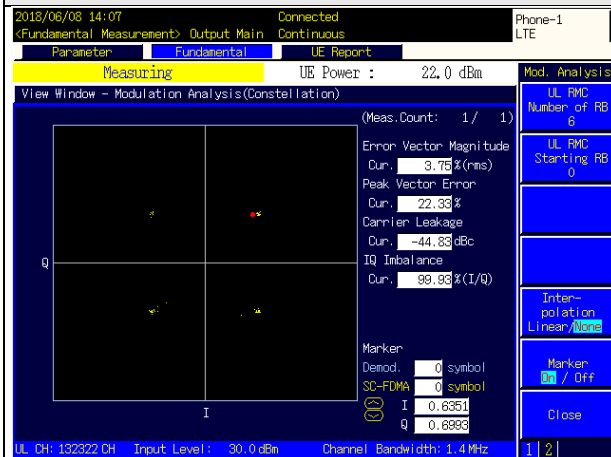 2018/06/08 14:07 Connected Phone-1
<Fundamental Measurement> Output Main Continuous LTE
Parameter Fundamental UE Report
Measuring UE Power : 22.0 dBm Mod. Analysis
View Window - Modulation Analysis(Constellation)
(Meas.Count: 1/ 1)
Error Vector Magnitude
Cur. 3.75 %(rms)
Peak Vector Error
Cur. 22.33 %
Carrier Leakage
Cur. -44.83 dBc
IQ Imbalance
Cur. 99.93 %(I/Q)
Q
I
Marker
Demod. 0 symbol
SC-FDMA 0 symbol
I 0.6351
Q 0.6993
UL RMC
Number of RB
6
UL RMC
Starting RB
0
Inter-
polation
Linear/None
Marker
On / Off
Close
UL CH: 132322 CH Input Level: 30.0 dBm Channel Bandwidth: 1.4 MHz 1 2